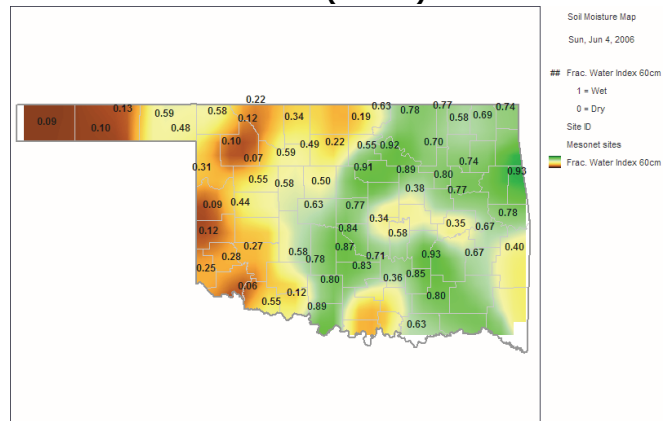 Soil Moisture Map
Sun, Jun 4, 2006
## Frac. Water Index 60cm
1 = Wet
0 = Dry
Site ID
Mesonet sites
Frac. Water Index 60cm
0.22
0.13 0.59 0.58 0.12 0.34 0.19 0.63 0.78 0.77 0.58 0.69 0.74
0.09 0.10 0.48
0.10 0.07 0.59 0.49 0.22 0.55 0.92 0.70
0.31 0.55 0.58 0.50 0.91 0.89 0.80 0.74 0.93
0.38 0.77
0.09 0.44 0.63 0.77 0.34 0.58 0.35 0.67 0.78
0.12 0.84
0.27 0.58 0.87 0.71 0.93 0.67 0.40
0.25 0.28 0.78 0.83 0.85
0.06 0.12 0.80 0.36 0.80
0.55 0.89
0.63